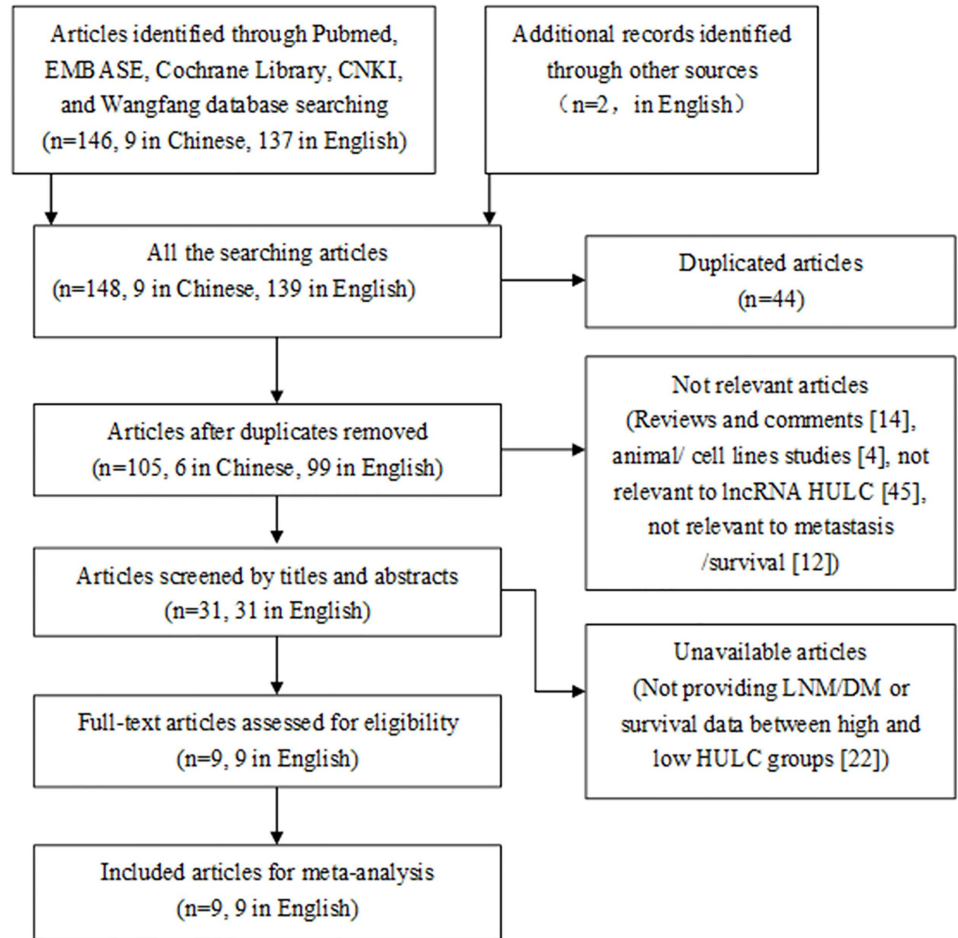 Articles identified through Pubmed,
EMBASE, Cochrane Library, CNKI,
and Wangfang database searching
(n=146, 9 in Chinese, 137 in English)
Additional records identified
through other sources
（n=2，in English）
All the searching articles
(n=148, 9 in Chinese, 139 in English)
Duplicated articles
(n=44)
Articles after duplicates removed
(n=105, 6 in Chinese, 99 in English)
Not relevant articles
(Reviews and comments [14],
animal/ cell lines studies [4], not
relevant to lncRNA HULC [45],
not relevant to metastasis
/survival [12])
Articles screened by titles and abstracts
(n=31, 31 in English)
Unavailable articles
(Not providing LNM/DM or
survival data between high and
low HULC groups [22])
Full-text articles assessed for eligibility
(n=9, 9 in English)
Included articles for meta-analysis
(n=9, 9 in English)